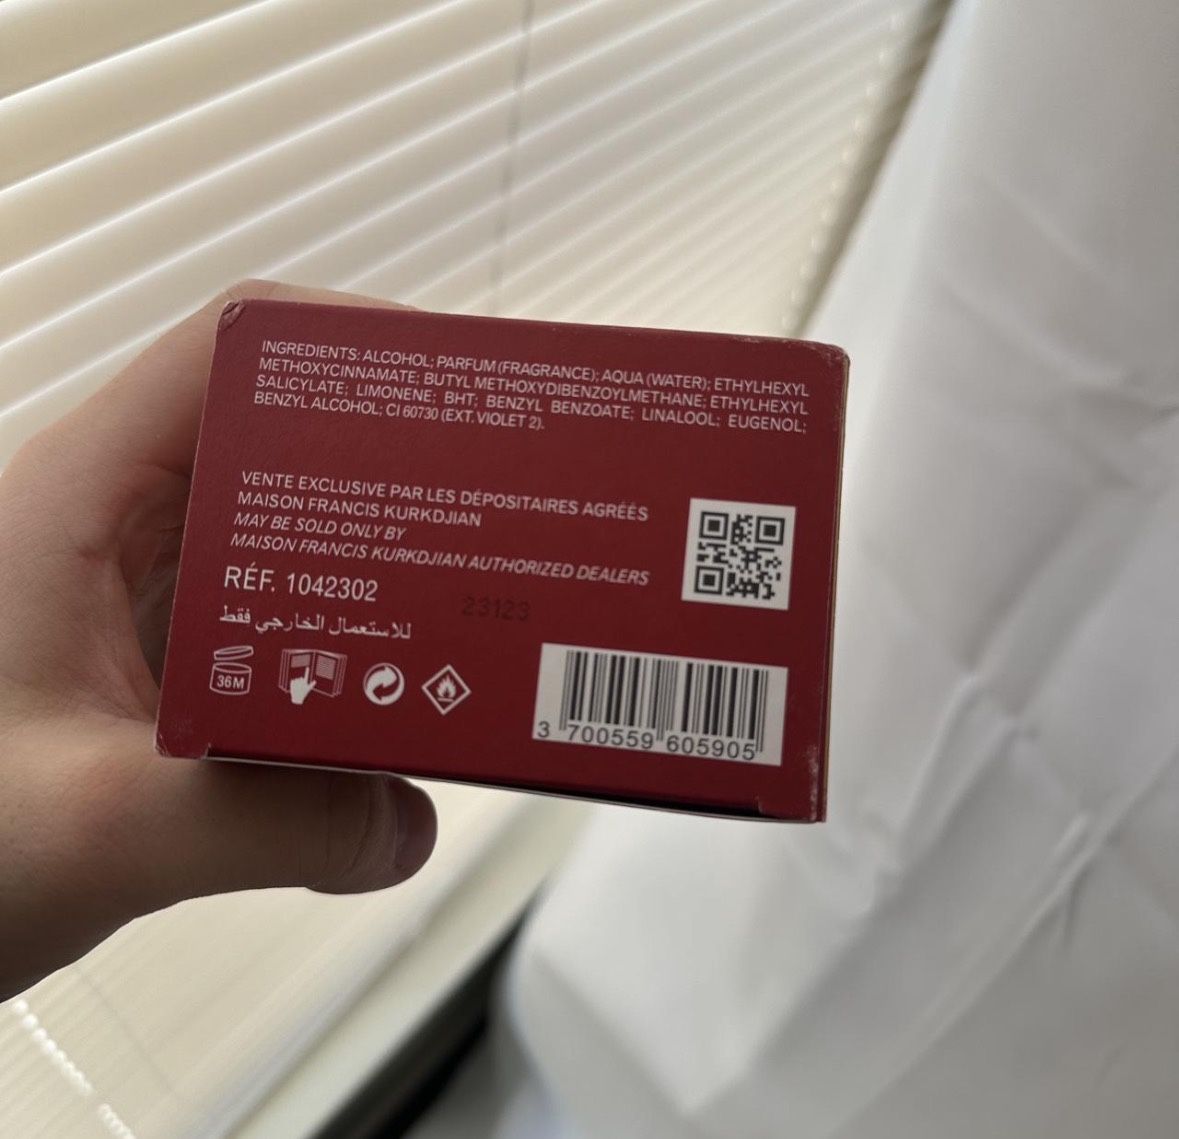 INGREDIENTS: ALCOHOL; PARFUM (FRAGRANCE); AQUA (WATER); ETHYLHEXYL
METHOXYCINNAMATE; BUTYL METHOXYDIBENZOYLMETHANE; ETHYLHEXYL
SALICYLATE; LIMONENE; BHT; BENZYL BENZOATE; LINALOOL; EUGENOL;
BENZYL ALCOHOL; CI 60730 (EXT. VIOLET 2).
VENTE EXCLUSIVE PAR LES DÉPOSITAIRES AGRÉÉS
MAISON FRANCIS KURKDJIAN
MAY BE SOLD ONLY BY
MAISON FRANCIS KURKDJIAN AUTHORIZED DEALERS
RÉF. 1042302
23123
للاستعمال الخارجي فقط
36M
3 700559 605905